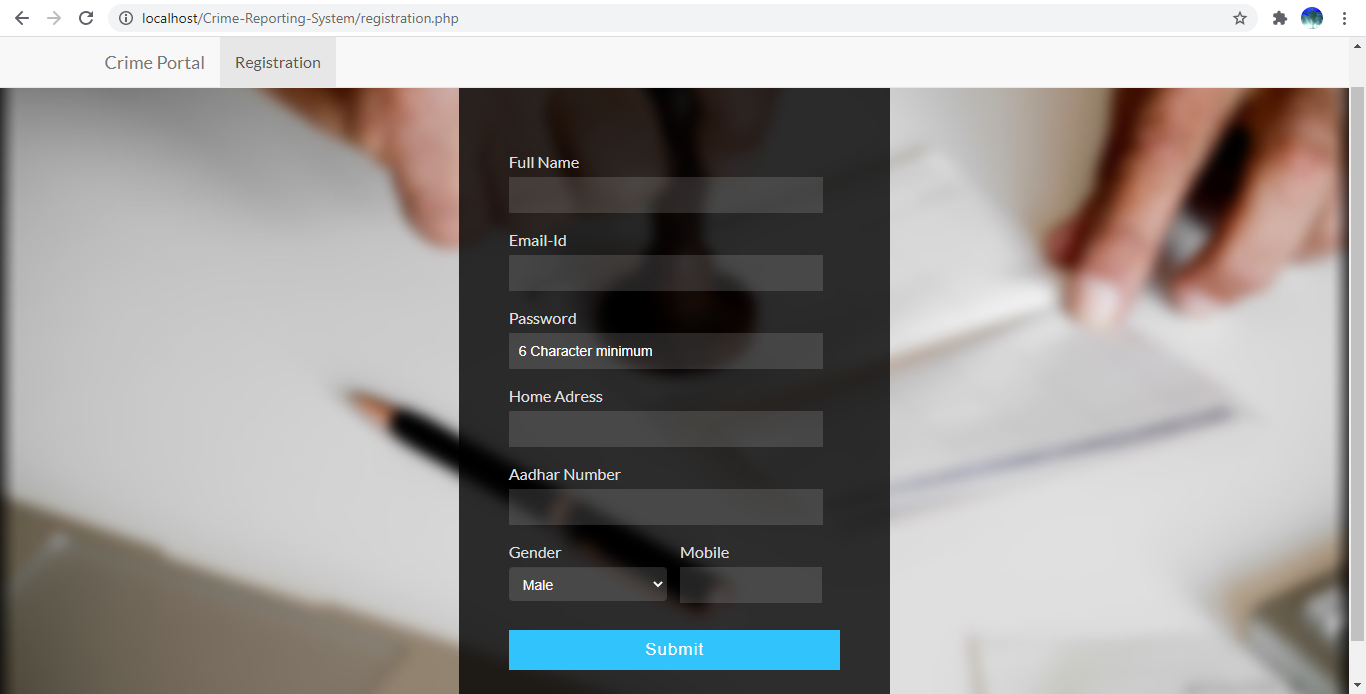 localhost/Crime-Reporting-System/registration.php
Crime Portal Registration
Full Name
Email-Id
Password
6 Character minimum
Home Adress
Aadhar Number
Gender Mobile
Male
Submit